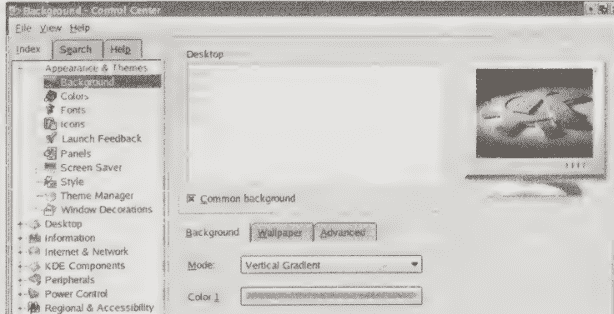 Background - Control Center
File View Help
Index Search Help
Appearance & Themes
Background
Colors
Fonts
Icons
Launch Feedback
Panels
Screen Saver
Style
Theme Manager
Window Decorations
Desktop
Information
Internet & Network
KDE Components
Peripherals
Power Control
Regional & Accessibility
Desktop
Common background
Background Wallpaper Advanced
Mode: Vertical Gradient
Color 1